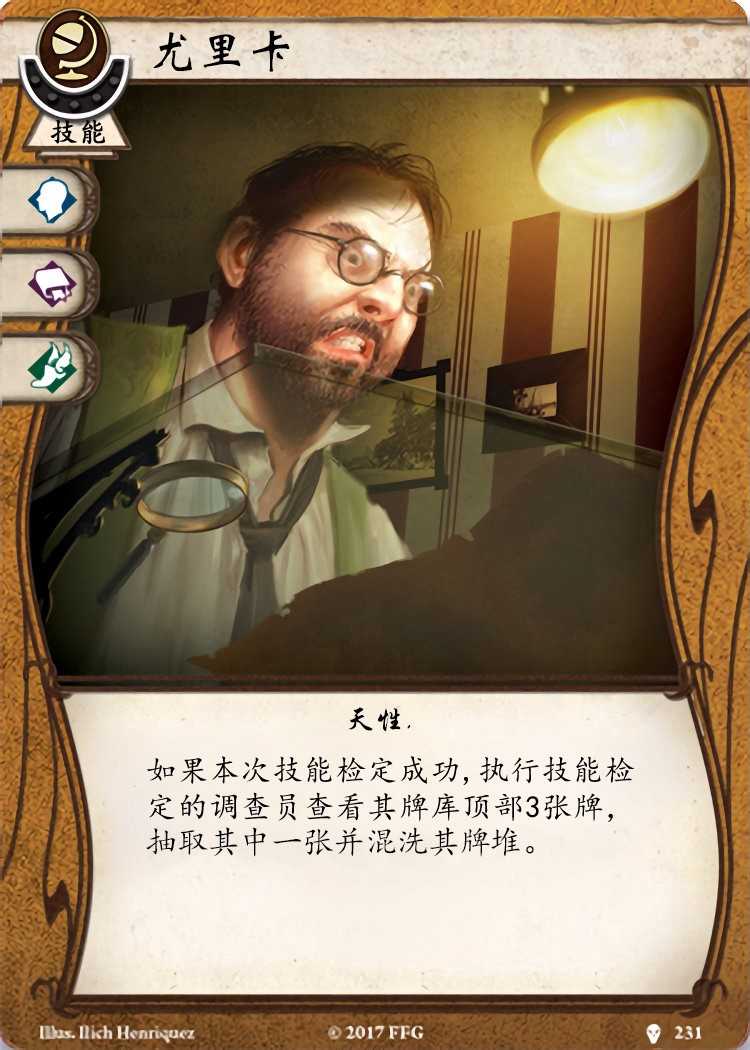 尤里卡
技能
天性.
如果本次技能检定成功,执行技能检
定的调查员查看其牌库顶部3张牌,
抽取其中一张并混洗其牌堆。
Illus. Rich Henriquez
© 2017 FFG
231